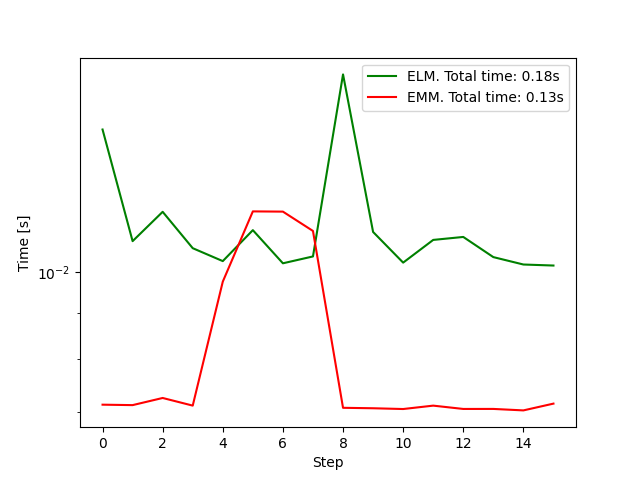 ELM. Total time: 0.18s
EMM. Total time: 0.13s
Time [s]
10⁻²
0 2 4 6 8 10 12 14
Step